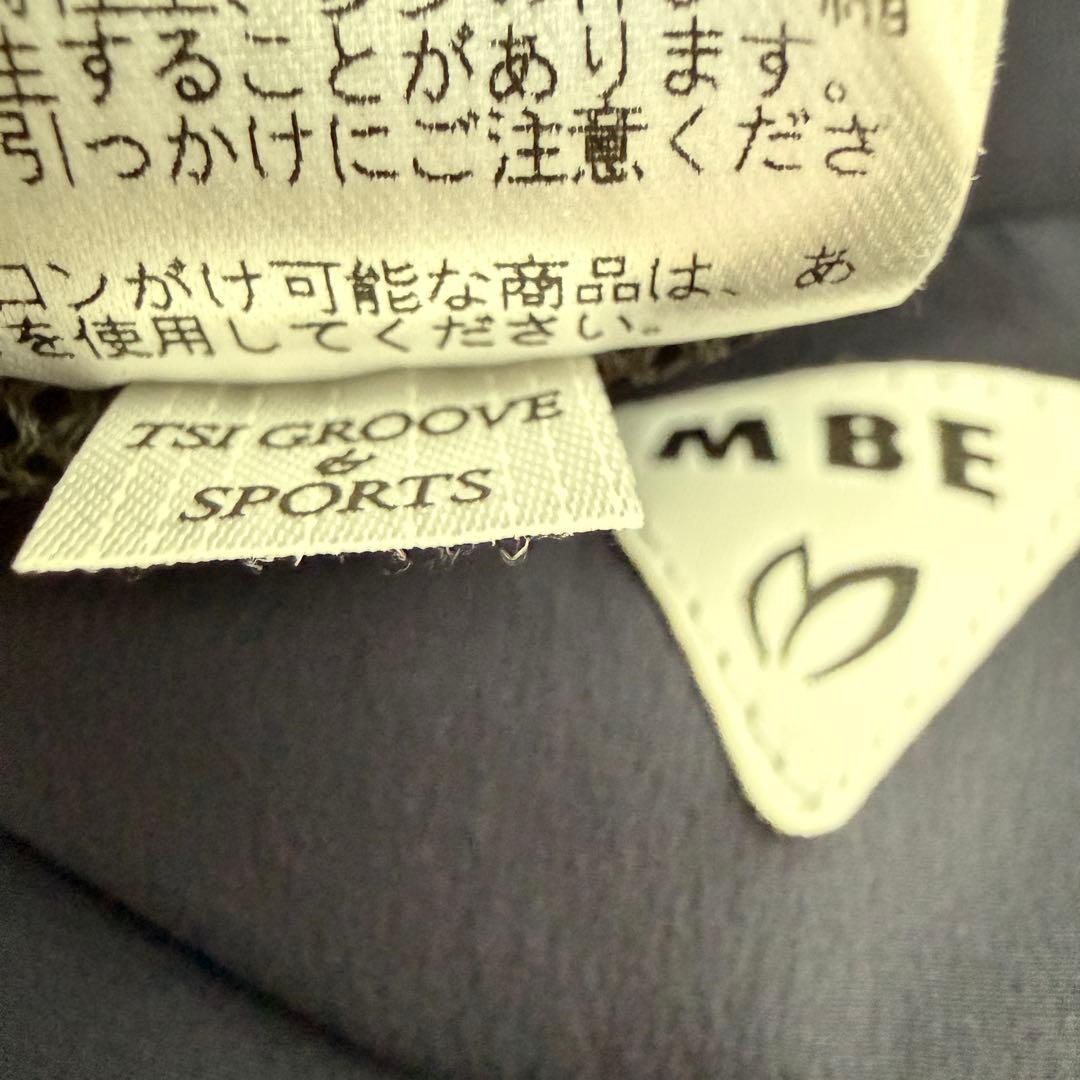 生することがあります。
引っかけにご注意くださ
コンがけ可能な商品は、あ
を使用してください。
TSI GROOVE
&
SPORTS
MBE